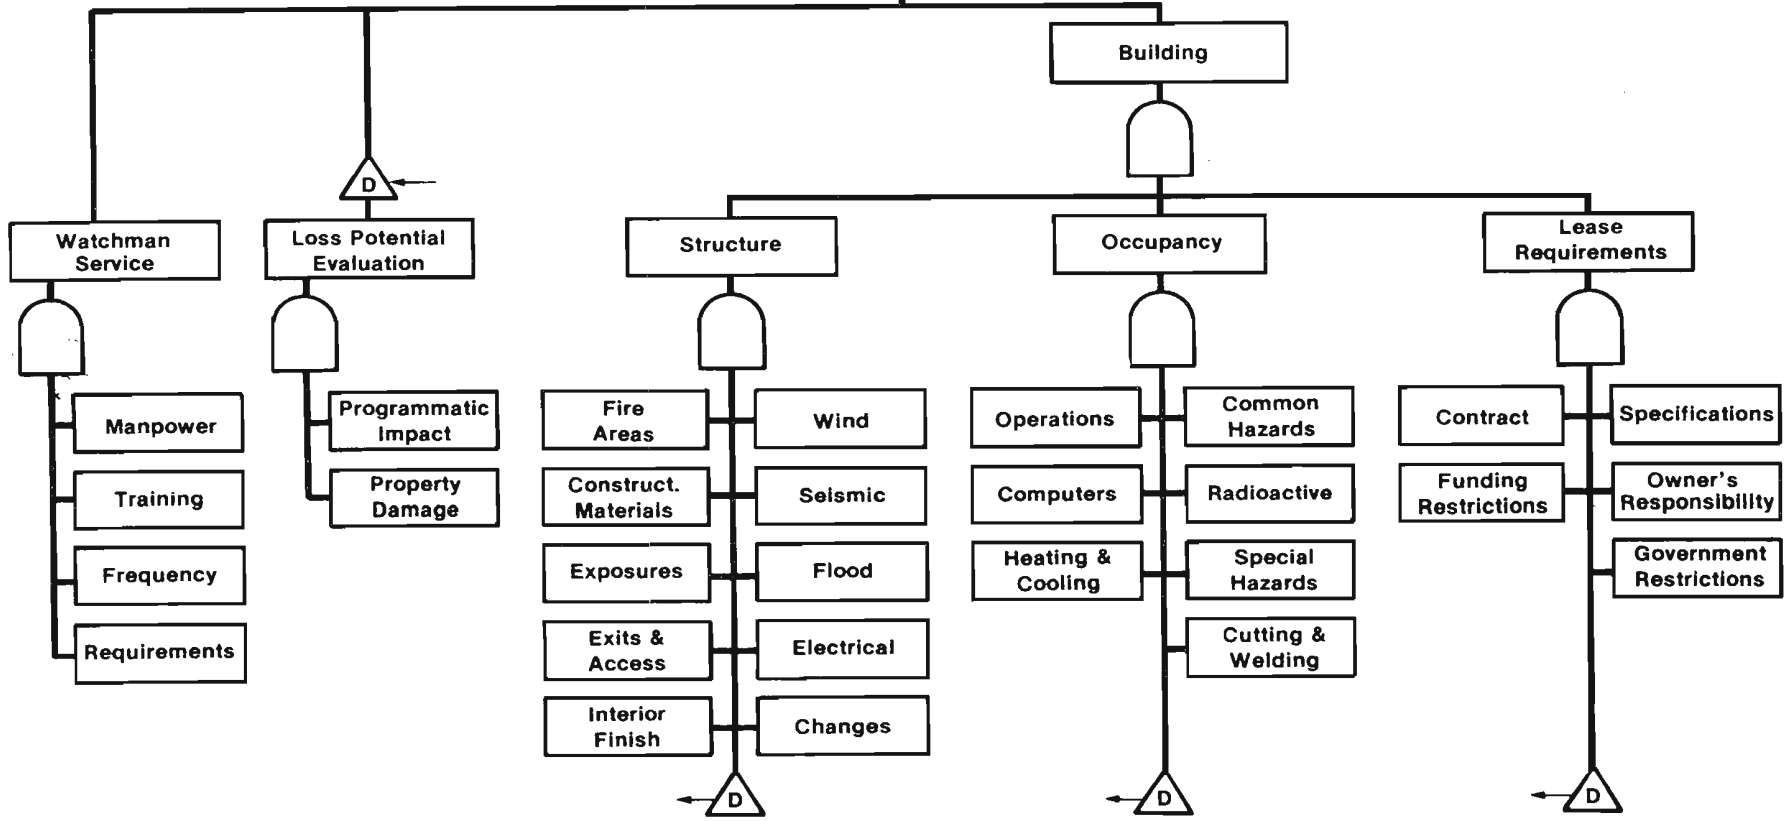 Building
D
Watchman
Service
Loss Potential
Evaluation
Structure
Occupancy
Lease
Requirements
Manpower
Training
Frequency
Requirements
Programmatic
Impact
Property
Damage
Fire
Areas
Wind
Construct.
Materials
Seismic
Exposures
Flood
Exits &
Access
Electrical
Interior
Finish
Changes
D
Operations
Common
Hazards
Computers
Radioactive
Heating &
Cooling
Special
Hazards
Cutting &
Welding
D
Contract
Specifications
Funding
Restrictions
Owner's
Responsibility
Government
Restrictions
D